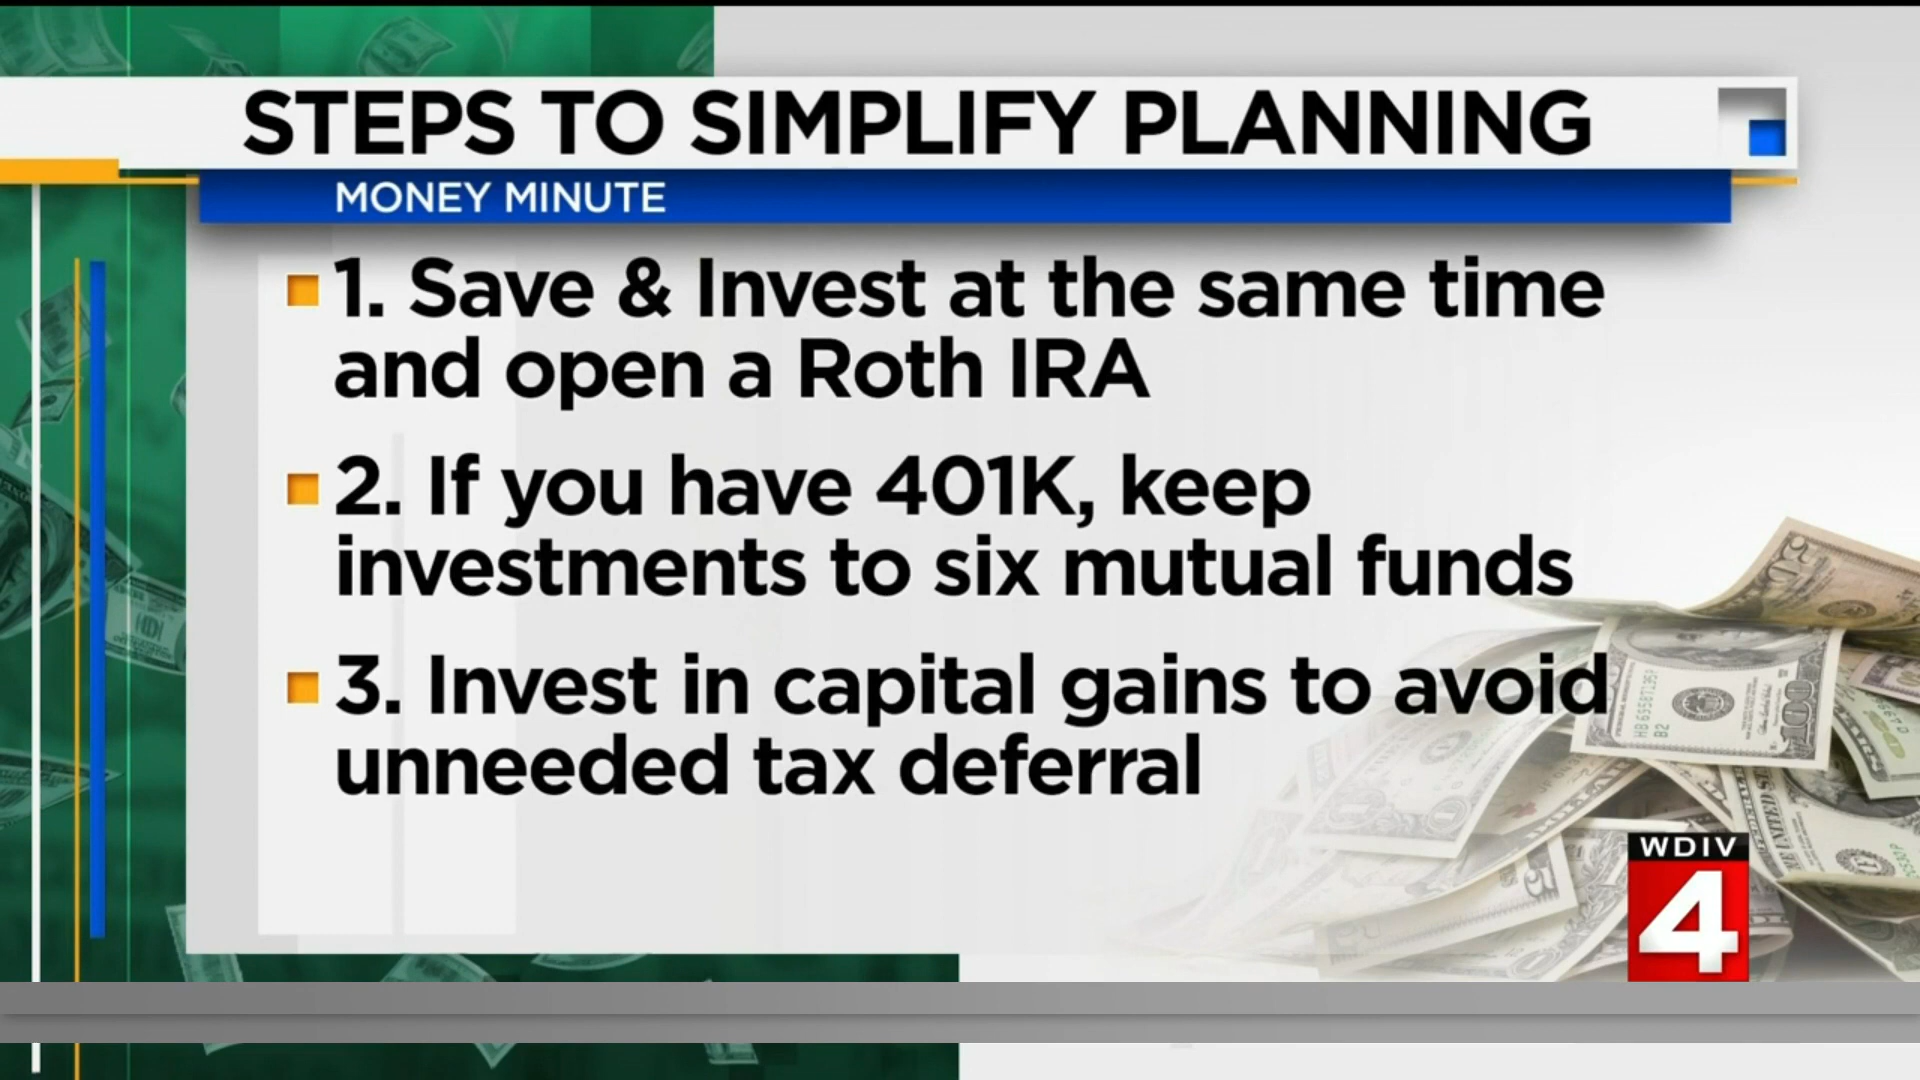 STEPS TO SIMPLIFY PLANNING
MONEY MINUTE
1. Save & Invest at the same time
and open a Roth IRA
2. If you have 401K, keep
investments to six mutual funds
3. Invest in capital gains to avoid
unneeded tax deferral
WDIV
4